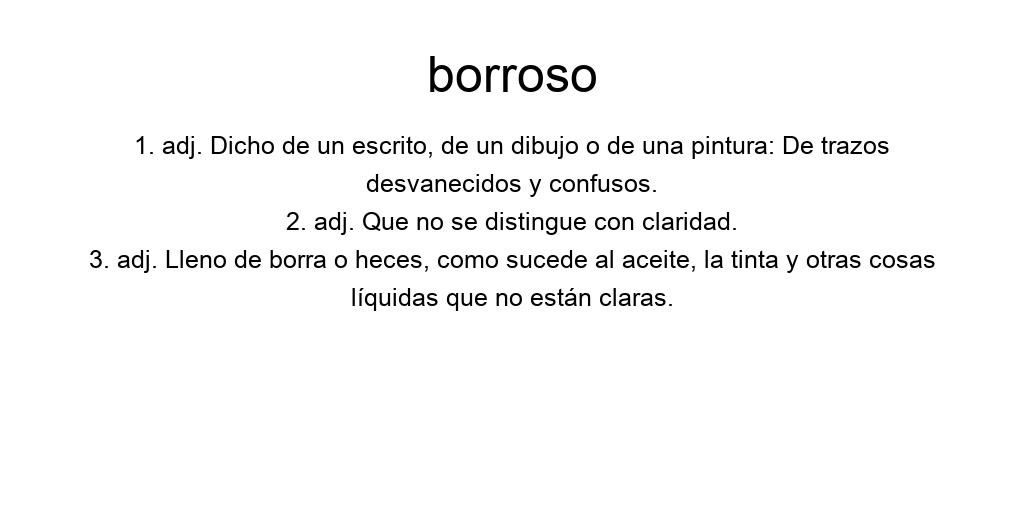 borroso
1. adj. Dicho de un escrito, de un dibujo o de una pintura: De trazos
desvanecidos y confusos.
2. adj. Que no se distingue con claridad.
3. adj. Lleno de borra o heces, como sucede al aceite, la tinta y otras cosas
líquidas que no están claras.